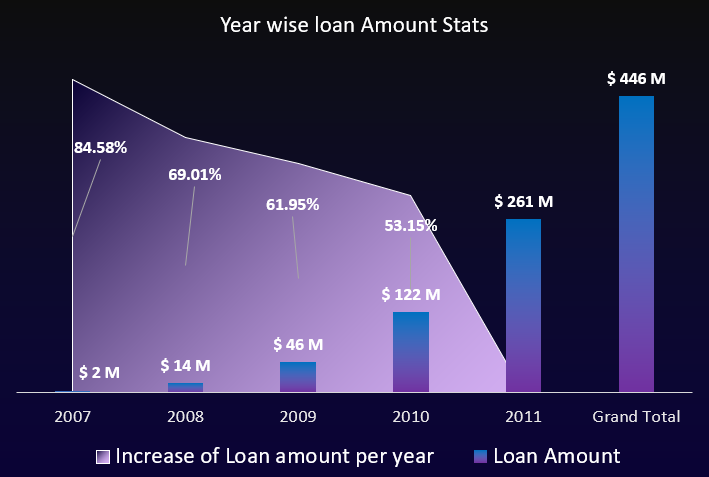 Year wise loan Amount Stats
$ 446 M
84.58%
69.01%
61.95%
$ 261 M
53.15%
$ 122 M
$ 46 M
$ 14 M
$ 2 M
2007 2008 2009 2010 2011 Grand Total
Increase of Loan amount per year Loan Amount